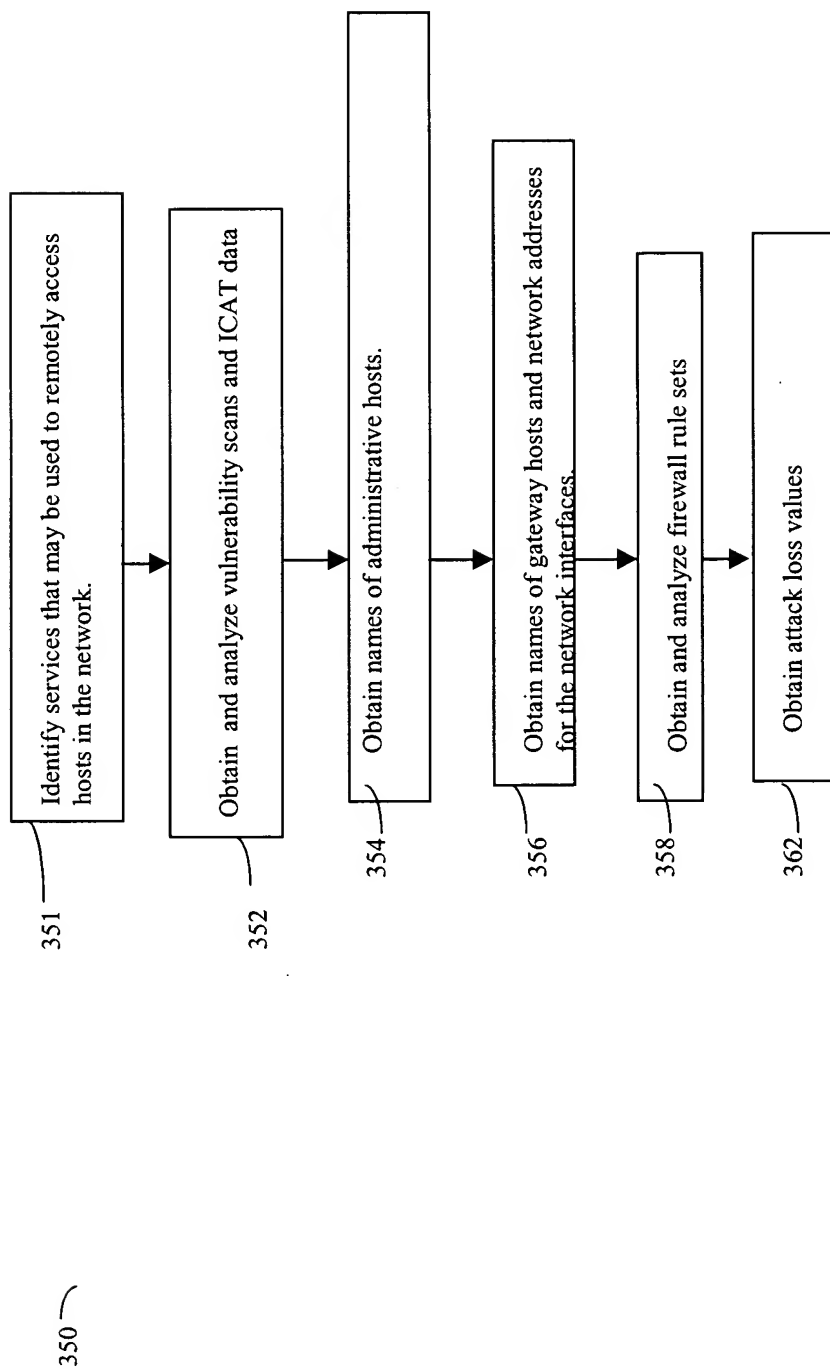 350
351
Identify services that may be used to remotely access
hosts in the network.
352
Obtain and analyze vulnerability scans and ICAT data
354
Obtain names of administrative hosts.
356
Obtain names of gateway hosts and network addresses
for the network interfaces.
358
Obtain and analyze firewall rule sets
362
Obtain attack loss values